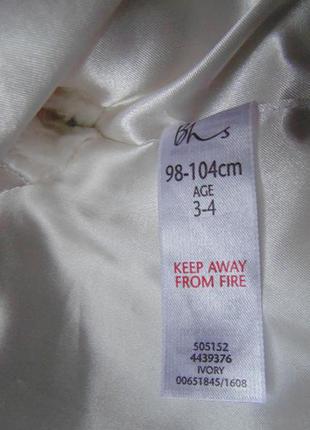 Bhs
98-104cm
AGE
3-4
KEEP AWAY
FROM FIRE
505152
4439376
IVORY
00651845/1608